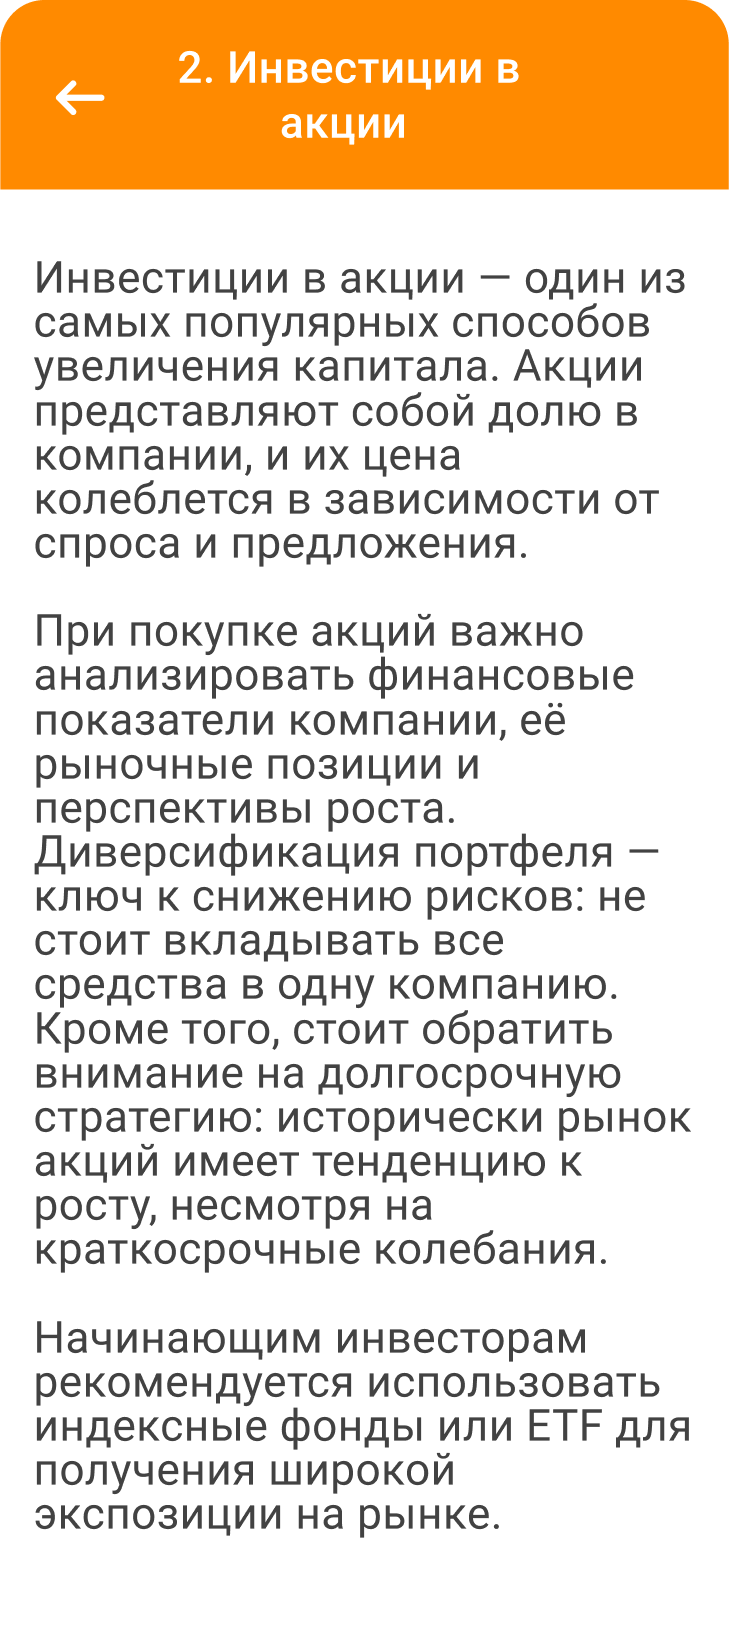 2. Инвестиции в
акции
Инвестиции в акции — один из
самых популярных способов
увеличения капитала. Акции
представляют собой долю в
компании, и их цена
колеблется в зависимости от
спроса и предложения.
При покупке акций важно
анализировать финансовые
показатели компании, её
рыночные позиции и
перспективы роста.
Диверсификация портфеля —
ключ к снижению рисков: не
стоит вкладывать все
средства в одну компанию.
Кроме того, стоит обратить
внимание на долгосрочную
стратегию: исторически рынок
акций имеет тенденцию к
росту, несмотря на
краткосрочные колебания.
Начинающим инвесторам
рекомендуется использовать
индексные фонды или ETF для
получения широкой
экспозиции на рынке.